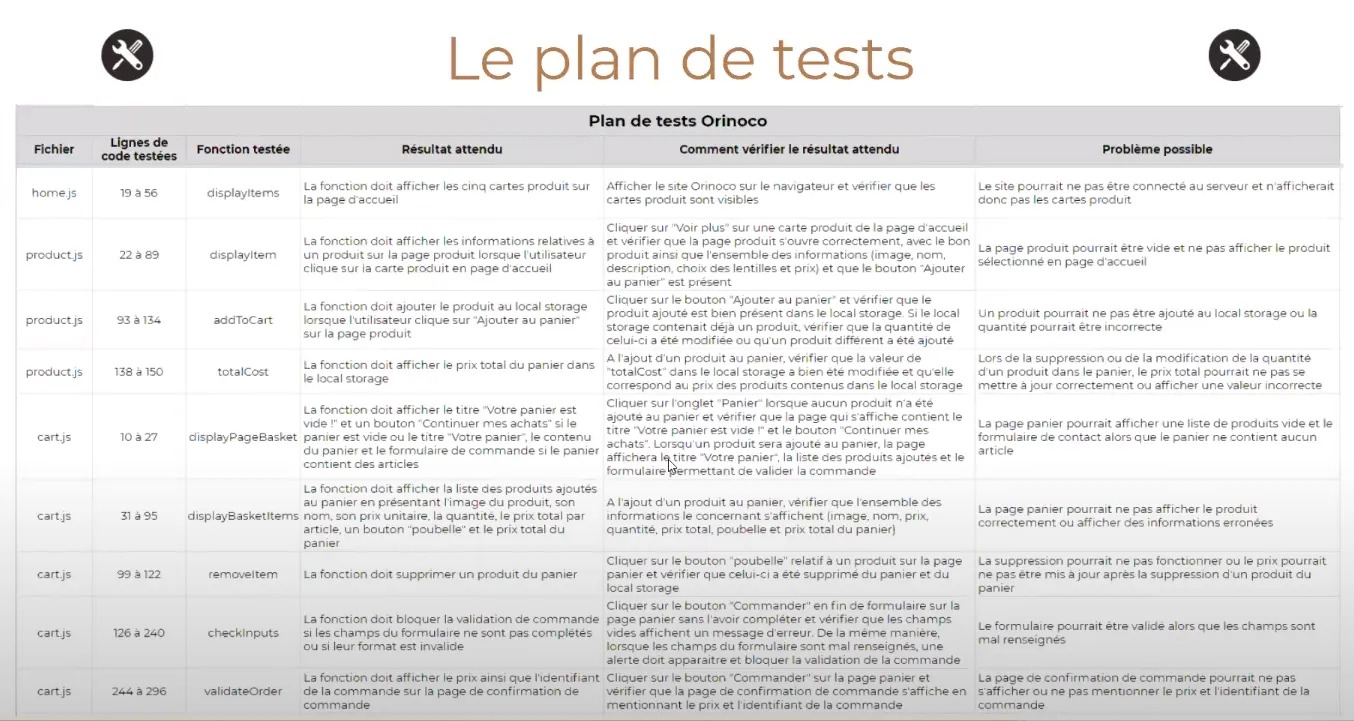 Le plan de tests
Plan de tests Orinoco
Fichier
Lignes de
code testées
Fonction testée
Résultat attendu
Comment vérifier le résultat attendu
Problème possible
home.js
19 à 56
displayItems
La fonction doit afficher les cinq cartes produit sur
la page d'accueil
Afficher le site Orinoco sur le navigateur et vérifier que les
cartes produit sont visibles
Le site pourrait ne pas être connecté au serveur et n'afficherait
donc pas les cartes produit
product.js
22 à 89
displayItem
La fonction doit afficher les informations relatives à
un produit sur la page produit lorsque l'utilisateur
clique sur la carte produit en page d'accueil
Cliquer sur "Voir plus" sur une carte produit de la page d'accueil
et vérifier que la page produit s'ouvre correctement, avec le bon
produit ainsi que l'ensemble des informations (image, nom,
description, choix des lentilles et prix) et que le bouton "Ajouter
au panier" est présent
La page produit pourrait être vide et ne pas afficher le produit
sélectionné en page d'accueil
product.js
93 à 134
addToCart
La fonction doit ajouter le produit au local storage
lorsque l'utilisateur clique sur "Ajouter au panier"
sur la page produit
Cliquer sur le bouton "Ajouter au panier" et vérifier que le
produit ajouté est bien présent dans le local storage. Si le local
storage contenait déjà un produit, vérifier que la quantité de
celui-ci a été modifiée ou qu'un produit différent a été ajouté
Un produit pourrait ne pas être ajouté au local storage ou la
quantité pourrait être incorrecte
product.js
138 à 150
totalCost
La fonction doit afficher le prix total du panier dans
le local storage
A l'ajout d'un produit au panier, vérifier que la valeur de
"totalCost" dans le local storage a bien été modifiée et qu'elle
correspond au prix des produits contenus dans le local storage
Lors de la suppression ou de la modification de la quantité
d'un produit dans le panier, le prix total pourrait ne pas se
mettre à jour correctement ou afficher une valeur incorrecte
cart.js
10 à 27
displayPageBasket
La fonction doit afficher le titre "Votre panier est
vide !" et un bouton "Continuer mes achats" si le
panier est vide ou le titre "Votre panier", le contenu
du panier et le formulaire de commande si le panier
contient des articles
Cliquer sur l'onglet "Panier" lorsque aucun produit n'a été
ajouté au panier et vérifier que la page qui s'affiche contient le
titre "Votre panier est vide !" et le bouton "Continuer mes
achats". Lorsqu'un produit sera ajouté au panier, la page
affichera le titre "Votre panier", la liste des produits ajoutés et le
formulaire permettant de valider la commande
La page panier pourrait afficher une liste de produits vide et le
formulaire de contact alors que le panier ne contient aucun
article
cart.js
31 à 95
displayBasketItems
La fonction doit afficher la liste des produits ajoutés
au panier en présentant l'image du produit, son
nom, son prix unitaire, la quantité, le prix total par
article, un bouton "poubelle" et le prix total du
panier
A l'ajout d'un produit au panier, vérifier que l'ensemble des
informations le concernant s'affichent (image, nom, prix,
quantité, prix total, poubelle et prix total du panier)
La page panier pourrait ne pas afficher le produit
correctement ou afficher des informations erronées
cart.js
99 à 122
removeItem
La fonction doit supprimer un produit du panier
Cliquer sur le bouton "poubelle" relatif à un produit sur la page
panier et vérifier que celui-ci a été supprimé du panier et du
local storage
La suppression pourrait ne pas fonctionner ou le prix pourrait
ne pas être mis à jour après la suppression d'un produit du
panier
cart.js
126 à 240
checkInputs
La fonction doit bloquer la validation de commande
si les champs du formulaire ne sont pas complétés
ou si leur format est invalide
Cliquer sur le bouton "Commander" en fin de formulaire sur la
page panier sans l'avoir compléter et vérifier que les champs
vides affichent un message d'erreur. De la même manière,
lorsque les champs du formulaire sont mal renseignés, une
alerte doit apparaitre et bloquer la validation de la commande
Le formulaire pourrait être validé alors que les champs sont
mal renseignés
cart.js
244 à 296
validateOrder
La fonction doit afficher le prix ainsi que l'identifiant
de la commande sur la page de confirmation de
commande
Cliquer sur le bouton "Commander" sur la page panier et
vérifier que la page de confirmation de commande s'affiche en
mentionnant le prix et l'identifiant de la commande
La page de confirmation de commande pourrait ne pas
s'afficher ou ne pas mentionner le prix et l'identifiant de la
commande